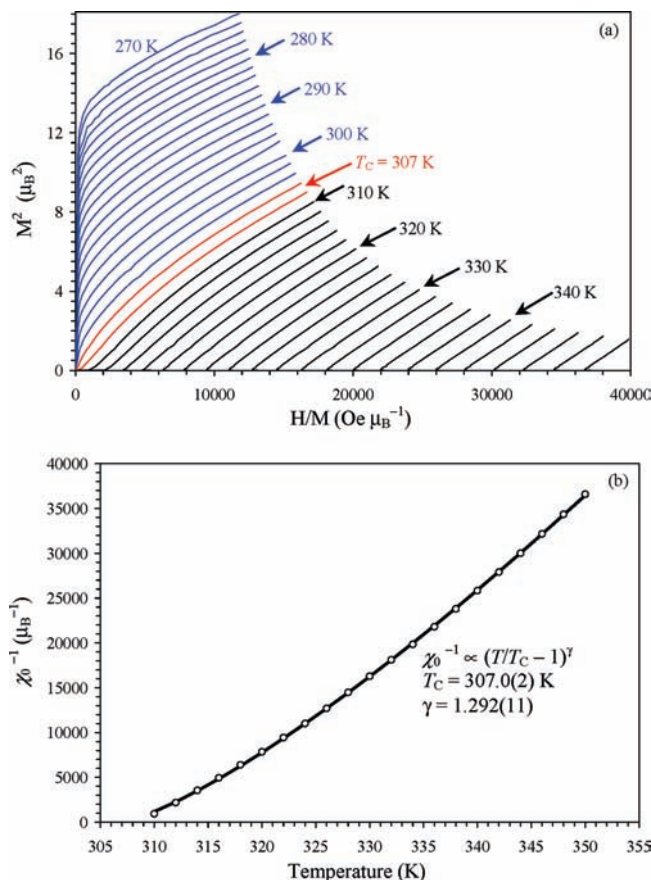 (a)
16
12
8
4
0
M² (μB²)
270 K
280 K
290 K
300 K
TC = 307 K
310 K
320 K
330 K
340 K
0 10000 20000 30000 40000
H/M (Oe μB⁻¹)
(b)
40000
35000
30000
25000
20000
15000
10000
5000
0
χ₀⁻¹ (μB⁻¹)
χ₀⁻¹ ∝ (T/TC − 1)^γ
TC = 307.0(2) K
γ = 1.292(11)
305 310 315 320 325 330 335 340 345 350 355
Temperature (K)